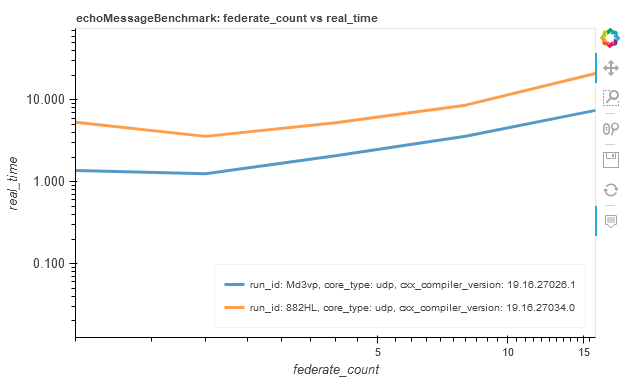 echoMessageBenchmark: federate_count vs real_time
10.000
1.000
0.100
real_time
run_id: Md3vp, core_type: udp, cxx_compiler_version: 19.16.27026.1
run_id: 882HL, core_type: udp, cxx_compiler_version: 19.16.27034.0
5
10
15
federate_count